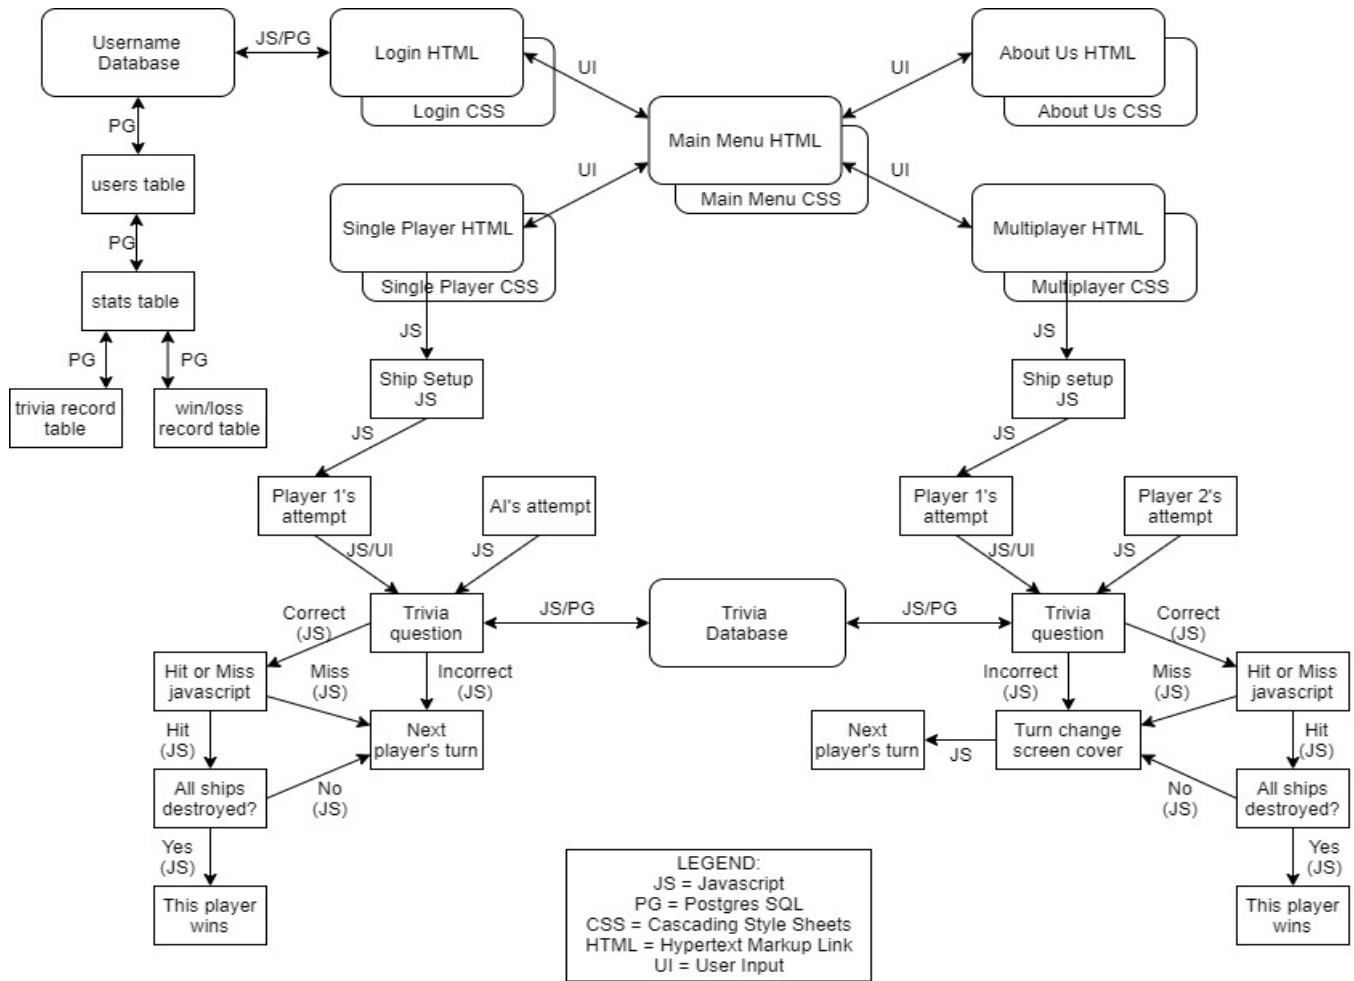 Username
Database
JS/PG
Login HTML
Login CSS
UI
About Us HTML
About Us CSS
UI
Main Menu HTML
Main Menu CSS
PG
users table
PG
stats table
PG
PG
trivia record
table
win/loss
record table
UI
Single Player HTML
Single Player CSS
UI
Multiplayer HTML
Multiplayer CSS
JS
Ship Setup
JS
JS
Player 1's
attempt
AI's attempt
JS/UI
JS
Trivia
question
JS/PG
Trivia
Database
JS/PG
Correct
(JS)
Hit or Miss
javascript
Miss
(JS)
Incorrect
(JS)
Next
player's turn
Hit
(JS)
All ships
destroyed?
No
(JS)
Yes
(JS)
This player
wins
JS
Ship setup
JS
JS
Player 1's
attempt
Player 2's
attempt
JS/UI
JS
Trivia
question
Correct
(JS)
Incorrect
(JS)
Miss
(JS)
Hit or Miss
javascript
Next
player's turn
JS
Turn change
screen cover
Hit
(JS)
No
(JS)
All ships
destroyed?
Yes
(JS)
This player
wins
LEGEND:
JS = Javascript
PG = Postgres SQL
CSS = Cascading Style Sheets
HTML = Hypertext Markup Link
UI = User Input